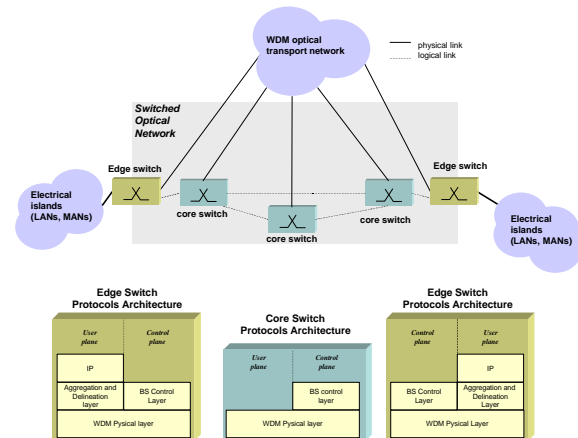 WDM optical
transport network
physical link
logical link
Switched
Optical
Network
Edge switch
Edge switch
Electrical
islands
(LANs, MANs)
core switch
core switch
core switch
Electrical
islands
(LANs, MANs)
Edge Switch
Protocols Architecture
User
plane
Control
plane
IP
Aggregation and
Delineation
layer
BS Control
Layer
WDM Pysical layer
Core Switch
Protocols Architecture
User
plane
Control
plane
BS control
layer
WDM Pysical layer
Edge Switch
Protocols Architecture
Control
plane
User
plane
IP
BS Control
Layer
Aggregation and
Delineation Layer
WDM Pysical Layer